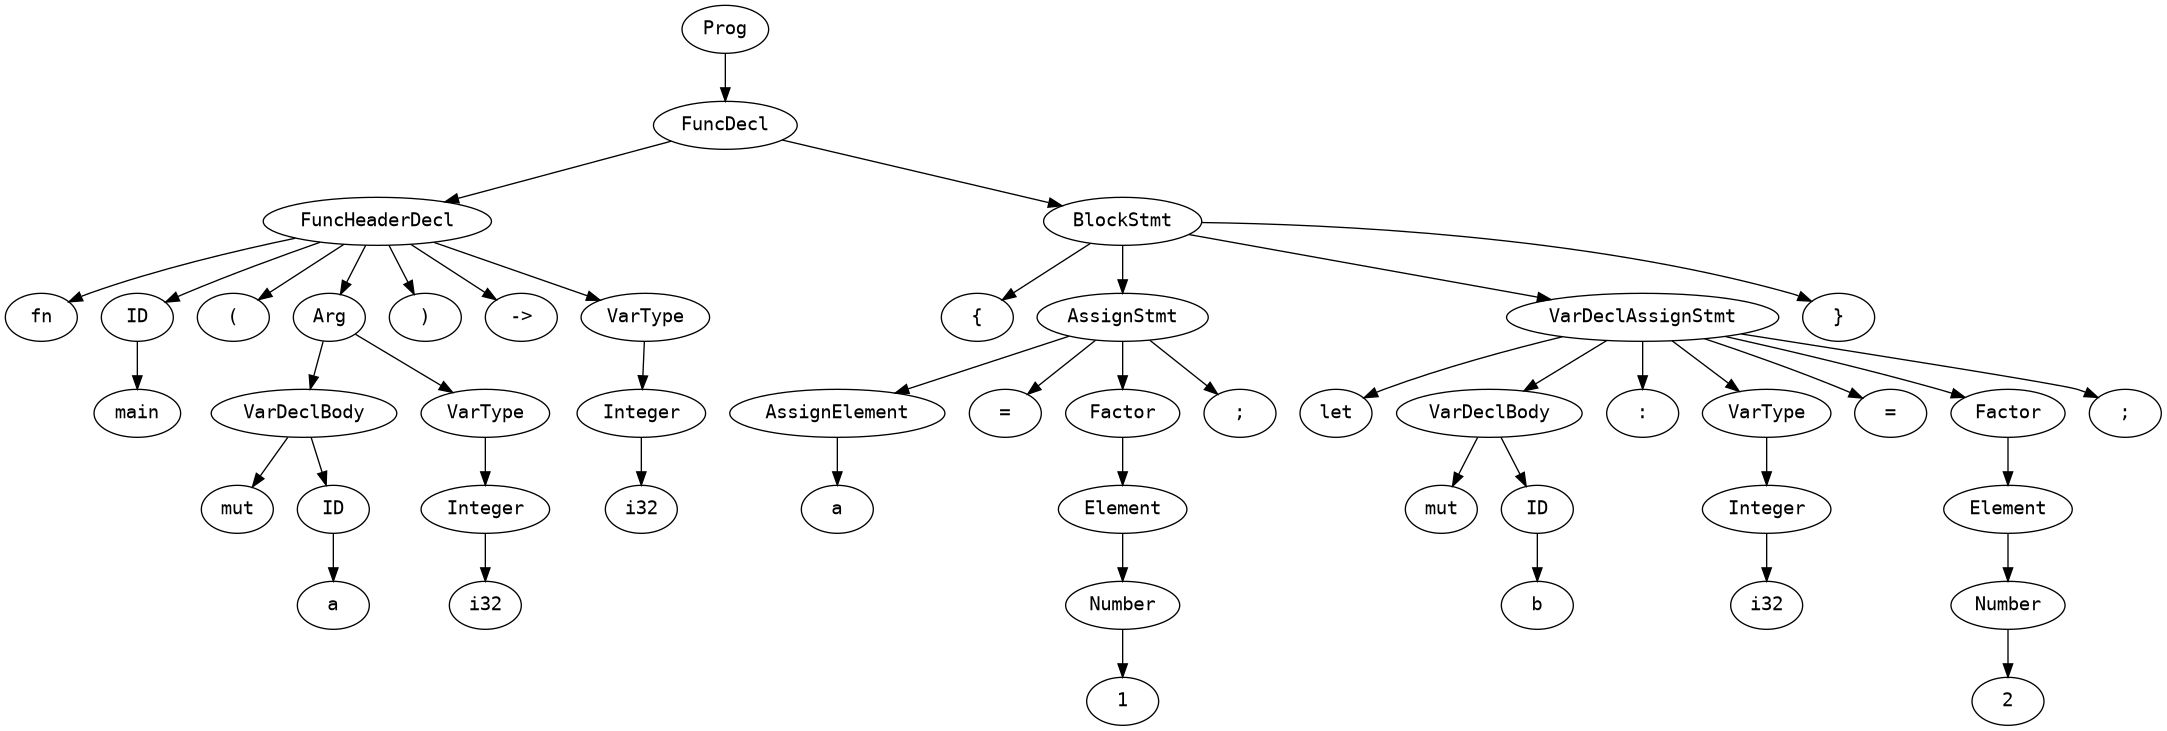 Prog
FuncDecl
FuncHeaderDecl BlockStmt
fn ID ( Arg ) -> VarType { AssignStmt VarDeclAssignStmt }
main VarDeclBody VarType Integer AssignElement = Factor ; let VarDeclBody : VarType = Factor ;
mut ID Integer i32 a Element mut ID Integer Element
a i32 Number b i32 Number
1 2